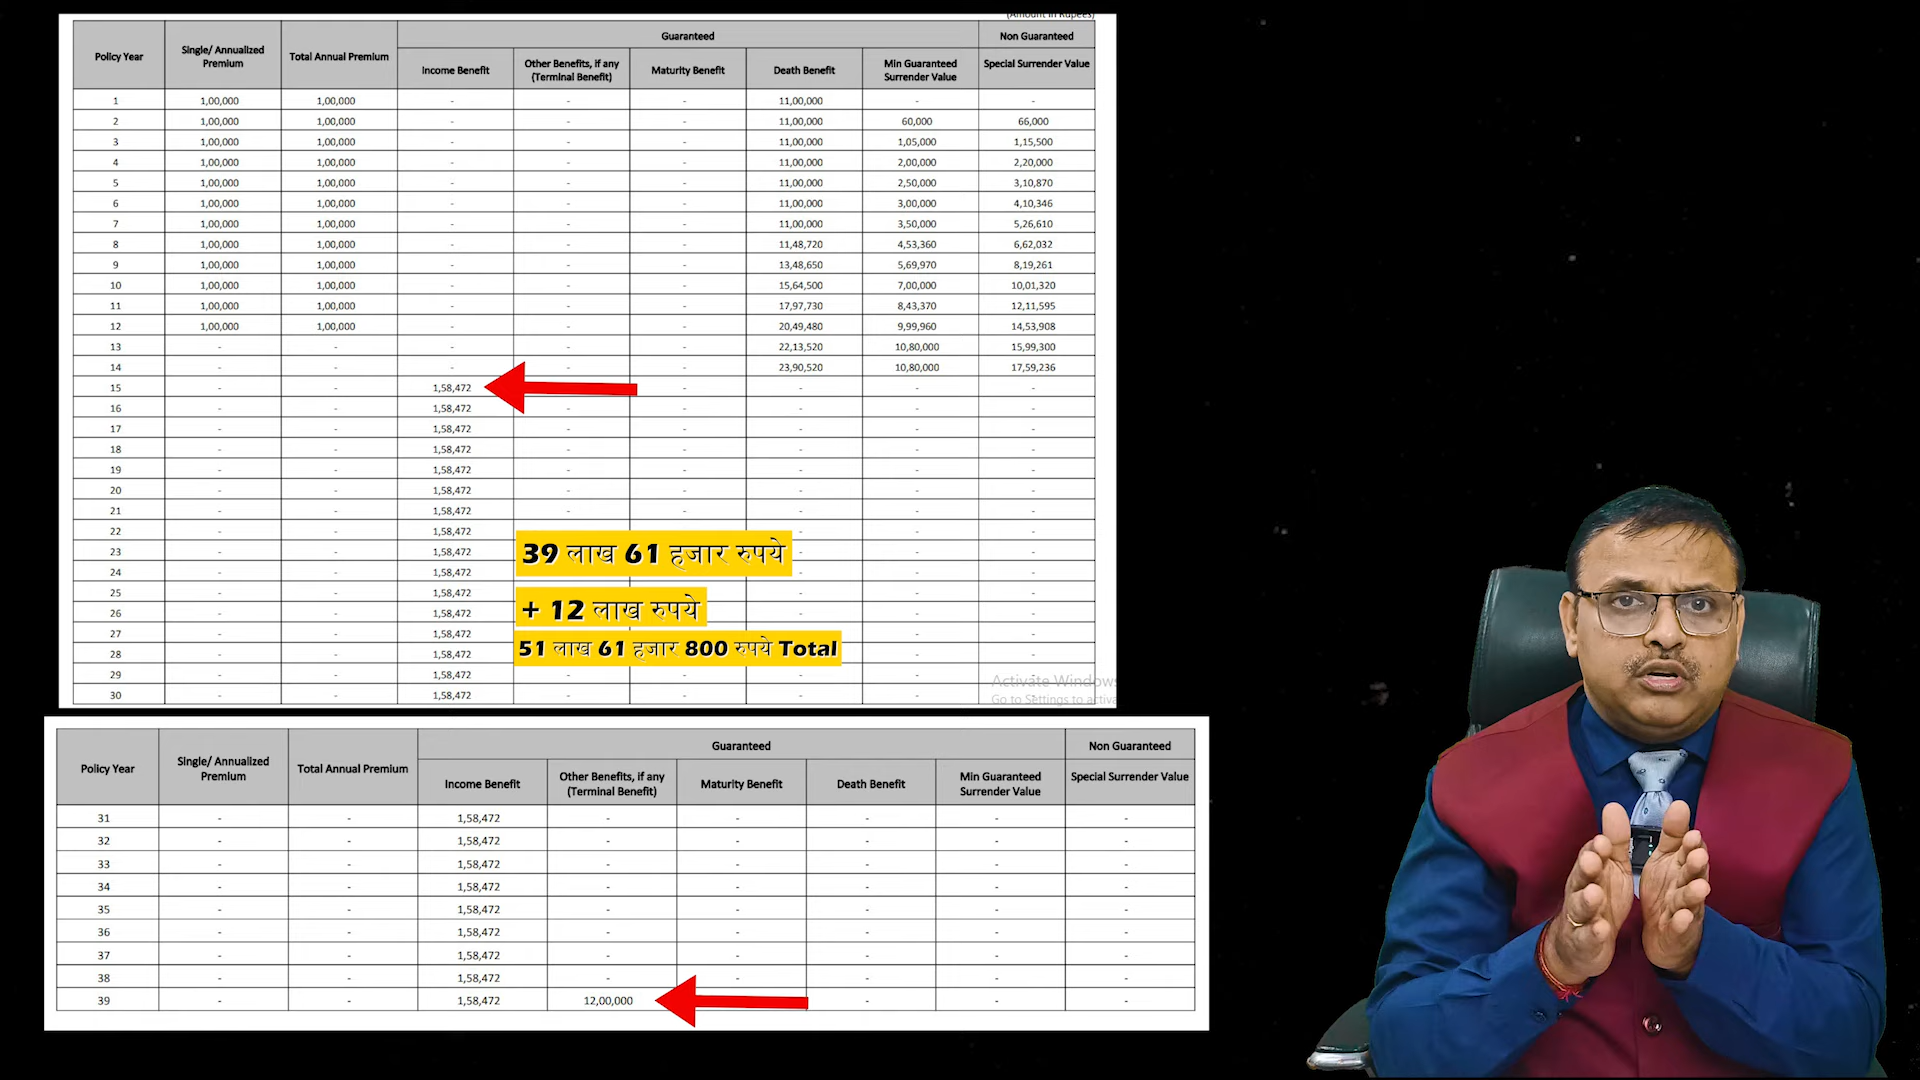 (Amount in Rupees)
Policy Year Single/ Annualized Premium Total Annual Premium Guaranteed Non Guaranteed
Income Benefit Other Benefits, if any (Terminal Benefit) Maturity Benefit Death Benefit Min Guaranteed Surrender Value Special Surrender Value
1 1,00,000 1,00,000 - - - 11,00,000 - -
2 1,00,000 1,00,000 - - - 11,00,000 60,000 66,000
3 1,00,000 1,00,000 - - - 11,00,000 1,05,000 1,15,500
4 1,00,000 1,00,000 - - - 11,00,000 2,00,000 2,20,000
5 1,00,000 1,00,000 - - - 11,00,000 2,50,000 3,10,870
6 1,00,000 1,00,000 - - - 11,00,000 3,00,000 4,10,346
7 1,00,000 1,00,000 - - - 11,00,000 3,50,000 5,26,610
8 1,00,000 1,00,000 - - - 11,48,720 4,53,360 6,62,032
9 1,00,000 1,00,000 - - - 13,48,650 5,69,970 8,19,261
10 1,00,000 1,00,000 - - - 15,64,500 7,00,000 10,01,320
11 1,00,000 1,00,000 - - - 17,97,730 8,43,370 12,11,595
12 1,00,000 1,00,000 - - - 20,49,480 9,99,960 14,53,908
13 - - - - - 22,13,520 10,80,000 15,99,300
14 - - - - - 23,90,520 10,80,000 17,59,236
15 - - 1,58,472 - - - -
16 - - 1,58,472 - - - - -
17 - - 1,58,472 - - - - -
18 - - 1,58,472 - - - - -
19 - - 1,58,472 - - - - -
20 - - 1,58,472 - - - - -
21 - - 1,58,472 - - - - -
22 - - 1,58,472 - -
23 - - 1,58,472 - -
24 - - 1,58,472 - -
25 - - 1,58,472 - -
26 - - 1,58,472 - -
27 - - 1,58,472 - -
28 - - 1,58,472 - -
29 - - 1,58,472 - - - - -
30 - - 1,58,472 - - - - -
39 लाख 61 हजार रुपये
+ 12 लाख रुपये
51 लाख 61 हजार 800 रुपये Total
Activate Windows
Go to Settings to activa
Policy Year Single/ Annualized Premium Total Annual Premium Guaranteed Non Guaranteed
Income Benefit Other Benefits, if any (Terminal Benefit) Maturity Benefit Death Benefit Min Guaranteed Surrender Value Special Surrender Value
31 - - 1,58,472 - - - - -
32 - - 1,58,472 - - - - -
33 - - 1,58,472 - - - - -
34 - - 1,58,472 - - - - -
35 - - 1,58,472 - - - - -
36 - - 1,58,472 - - - - -
37 - - 1,58,472 - - - - -
38 - - 1,58,472 - - - - -
39 - - 1,58,472 12,00,000 - - -